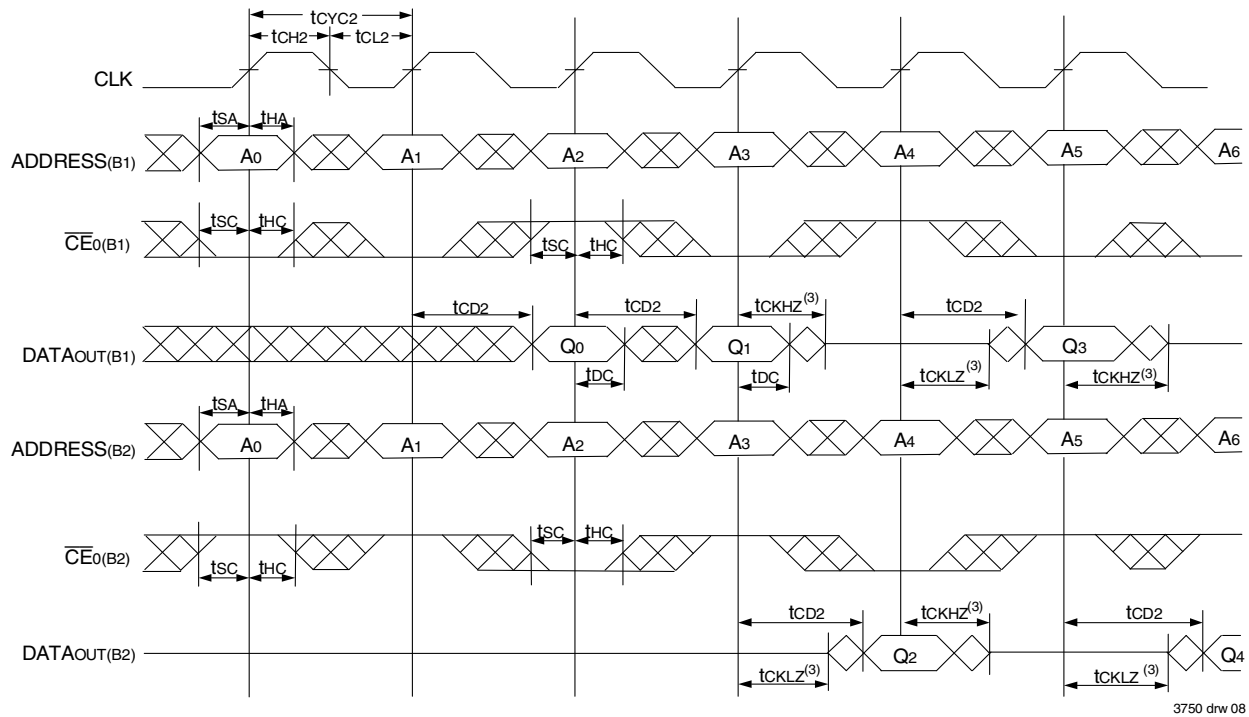 tCYC2
tCH2 tCL2
CLK
tSA tHA
ADDRESS(B1) A0 A1 A2 A3 A4 A5 A6
tSC tHC
CE0(B1) tSC tHC
tCD2 tCD2 tCKHZ(3) tCD2
DATAOUT(B1) Q0 Q1 Q3
tDC tDC tCKLZ(3) tCKHZ(3)
tSA tHA
ADDRESS(B2) A0 A1 A2 A3 A4 A5 A6
tSC tHC
CE0(B2)
tSC tHC
tCD2 tCKHZ(3) tCD2
DATAOUT(B2) Q2 Q4
tCKLZ(3) tCKLZ(3)
3750 drw 08